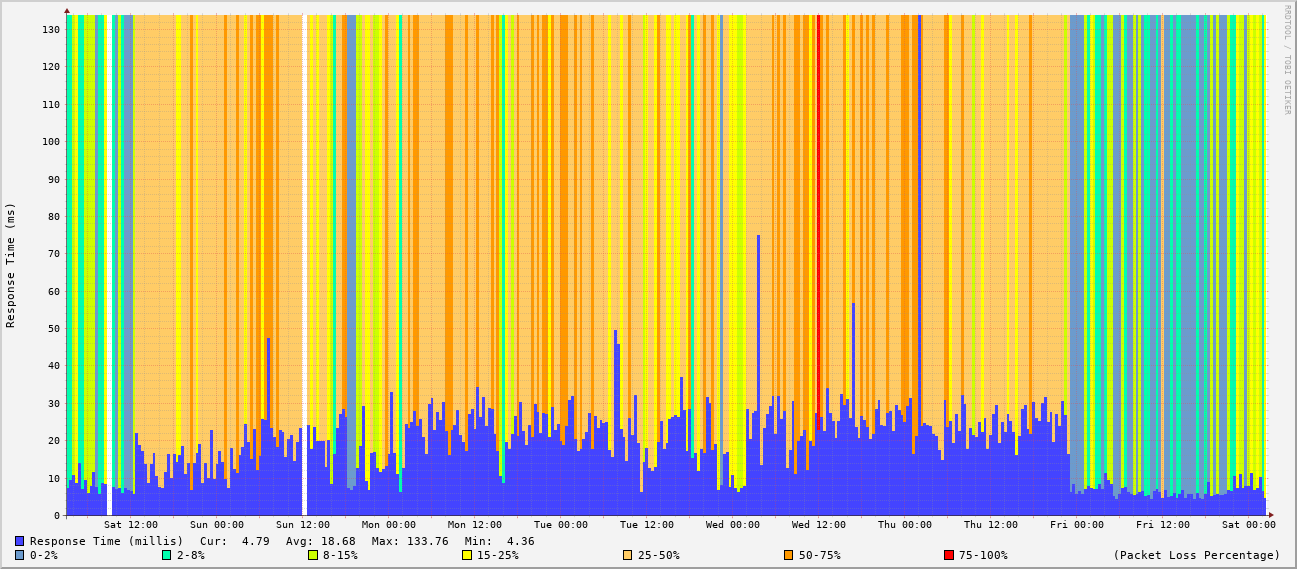 RRDTOOL / TOBI OETIKER
Response Time (ms)
130
120
110
100
90
80
70
60
50
40
30
20
10
0
Sat 12:00 Sun 00:00 Sun 12:00 Mon 00:00 Mon 12:00 Tue 00:00 Tue 12:00 Wed 00:00 Wed 12:00 Thu 00:00 Thu 12:00 Fri 00:00 Fri 12:00 Sat 00:00
Response Time (millis) Cur: 4.79 Avg: 18.68 Max: 133.76 Min: 4.36
0-2% 2-8% 8-15% 15-25% 25-50% 50-75% 75-100% (Packet Loss Percentage)